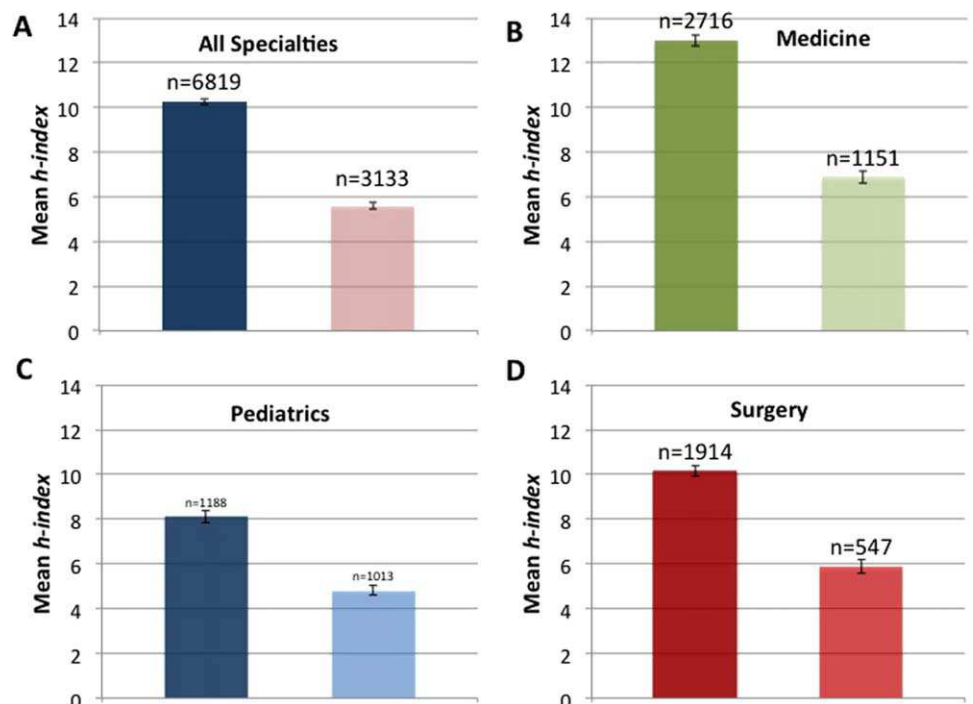 A
All Specialties
Mean h-index
14
12
10
8
6
4
2
0
n=6819
n=3133
B
Medicine
Mean h-index
14
12
10
8
6
4
2
0
n=2716
n=1151
C
Pediatrics
Mean h-index
14
12
10
8
6
4
2
0
n=1188
n=1013
D
Surgery
Mean h-index
14
12
10
8
6
4
2
0
n=1914
n=547